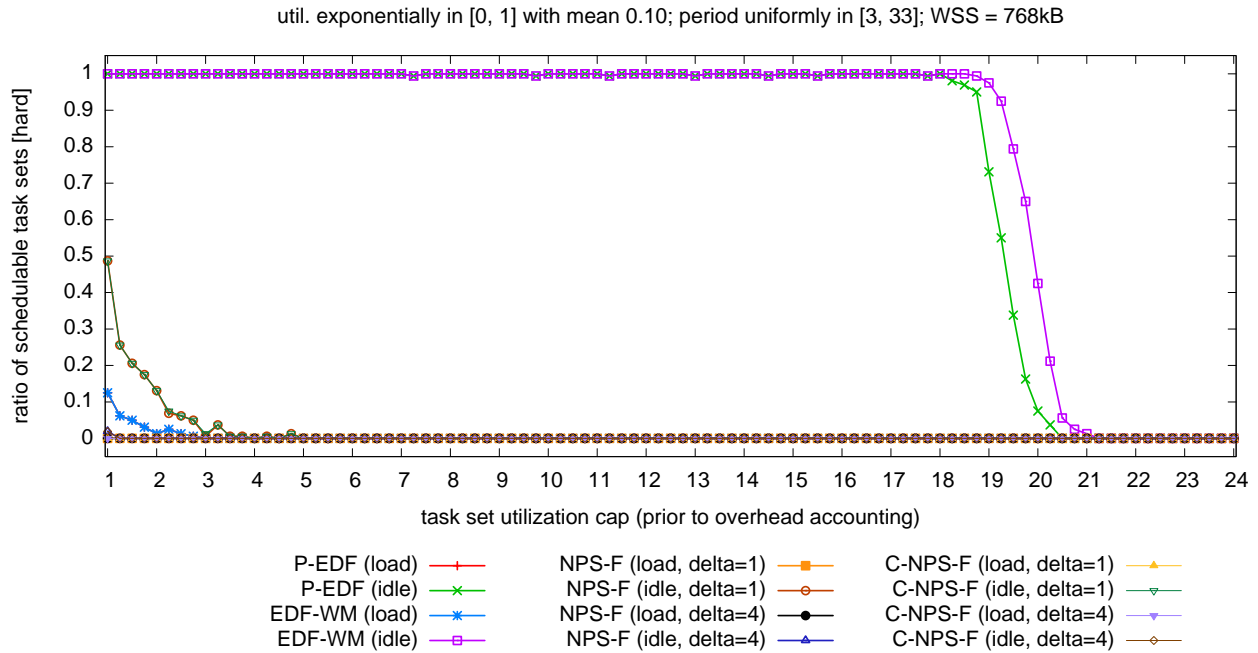 util. exponentially in [0, 1] with mean 0.10; period uniformly in [3, 33]; WSS = 768kB
ratio of schedulable task sets [hard]
1
0.9
0.8
0.7
0.6
0.5
0.4
0.3
0.2
0.1
0
1 2 3 4 5 6 7 8 9 10 11 12 13 14 15 16 17 18 19 20 21 22 23 24
task set utilization cap (prior to overhead accounting)
P-EDF (load)
P-EDF (idle)
EDF-WM (load)
EDF-WM (idle)
NPS-F (load, delta=1)
NPS-F (idle, delta=1)
NPS-F (load, delta=4)
NPS-F (idle, delta=4)
C-NPS-F (load, delta=1)
C-NPS-F (idle, delta=1)
C-NPS-F (load, delta=4)
C-NPS-F (idle, delta=4)